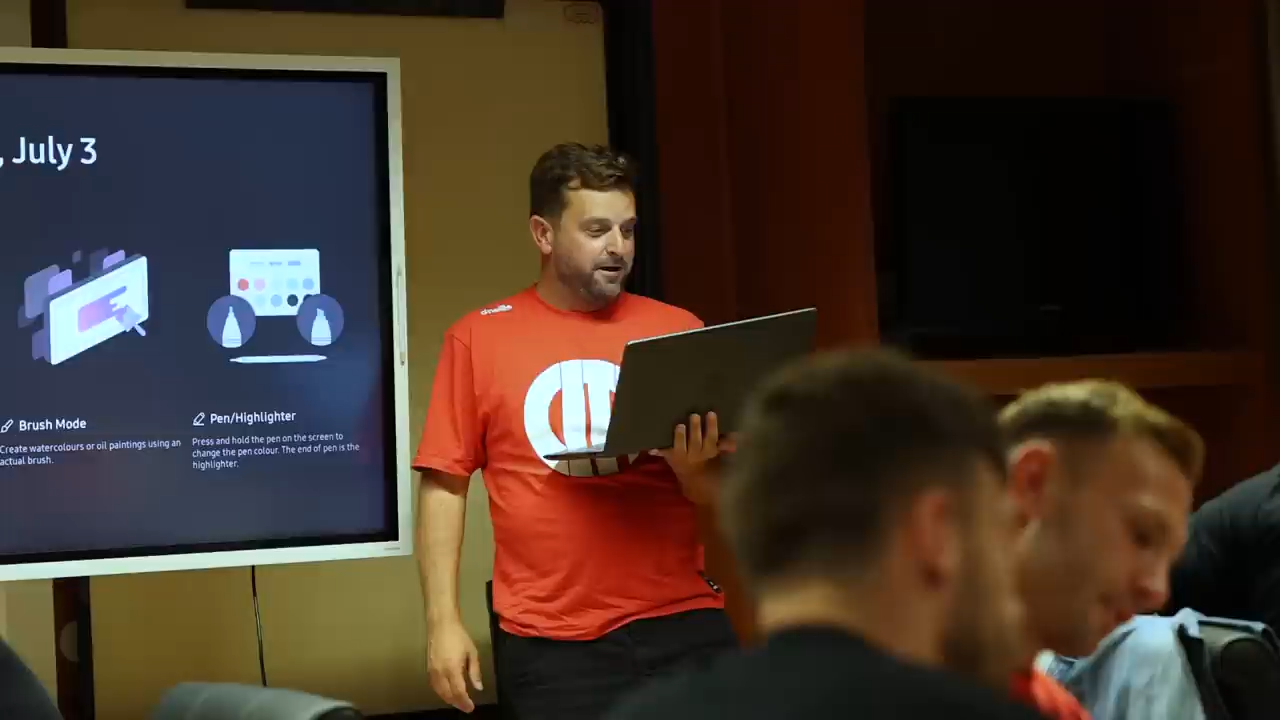 , July 3
Brush Mode
Create watercolours or oil paintings using an
actual brush.
Pen/Highlighter
Press and hold the pen on the screen to
change the pen colour. The end of pen is the
highlighter.